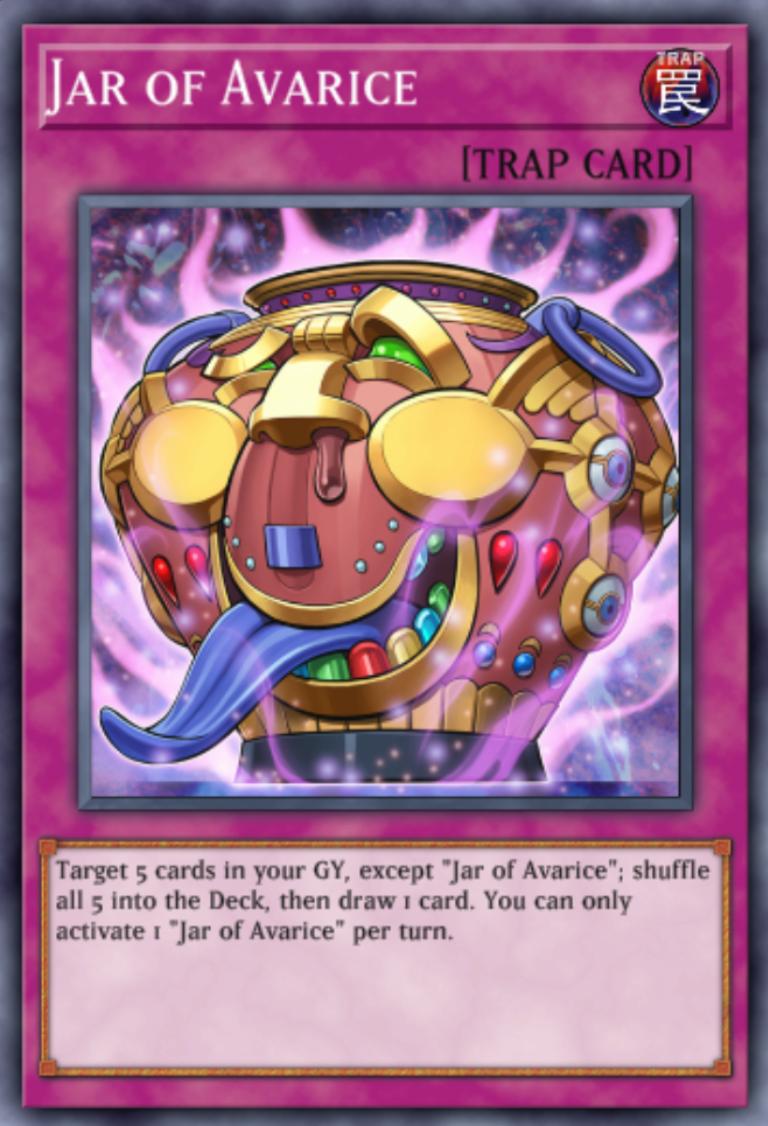 Jar of Avarice
TRAP
罠
[TRAP CARD]
Target 5 cards in your GY, except "Jar of Avarice"; shuffle
all 5 into the Deck, then draw 1 card. You can only
activate 1 "Jar of Avarice" per turn.